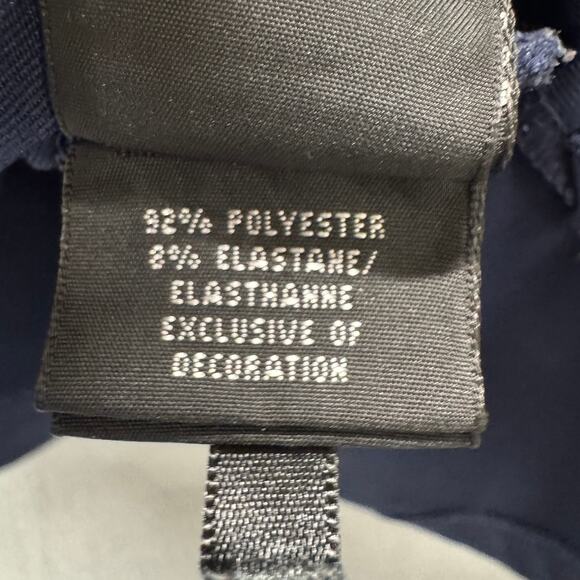 92% POLYESTER
8% ELASTANE/
ELASTHANNE
EXCLUSIVE OF
DECORATION